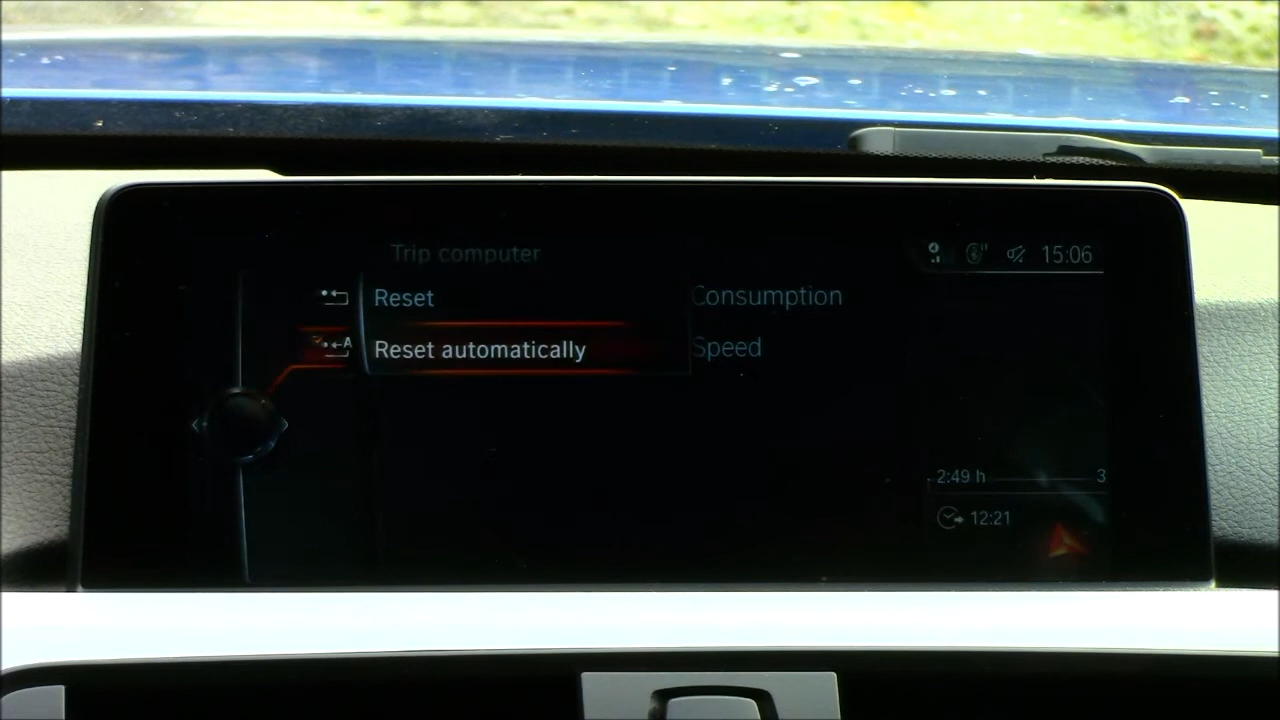 Trip computer
15:06
Reset
Consumption
Reset automatically
Speed
2:49 h
3
12:21